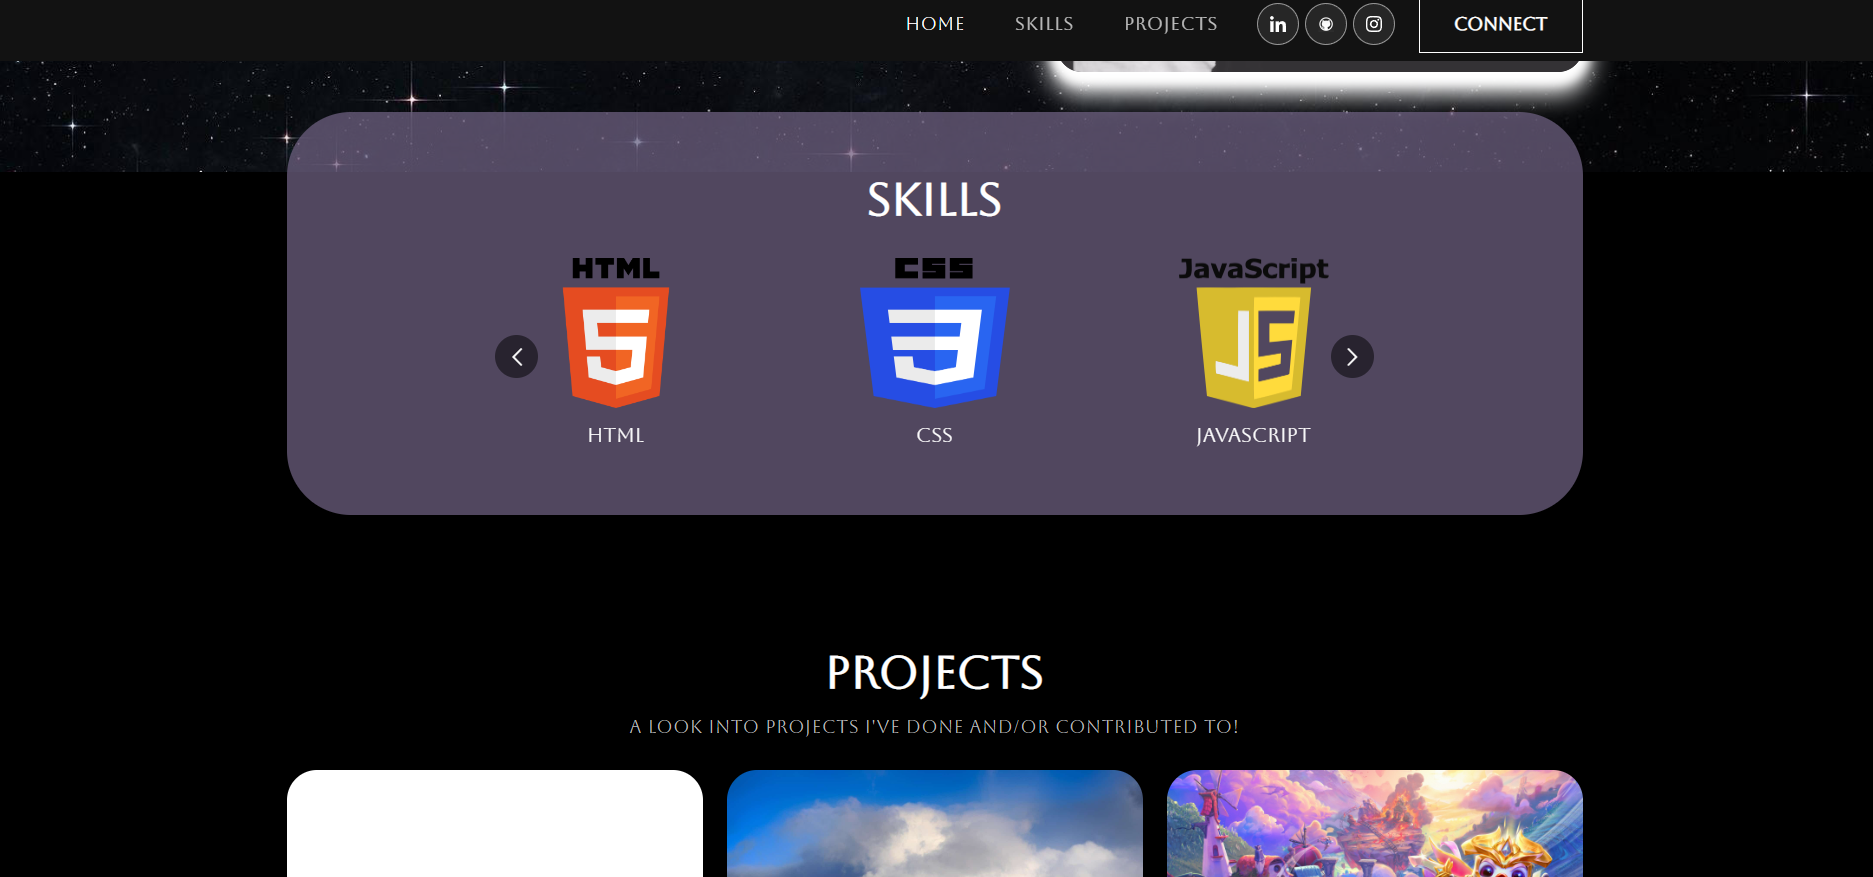 HOME SKILLS PROJECTS in CONNECT
SKILLS
HTML CSS JavaScript
5 3 JS
HTML CSS JAVASCRIPT
PROJECTS
A LOOK INTO PROJECTS I'VE DONE AND/OR CONTRIBUTED TO!